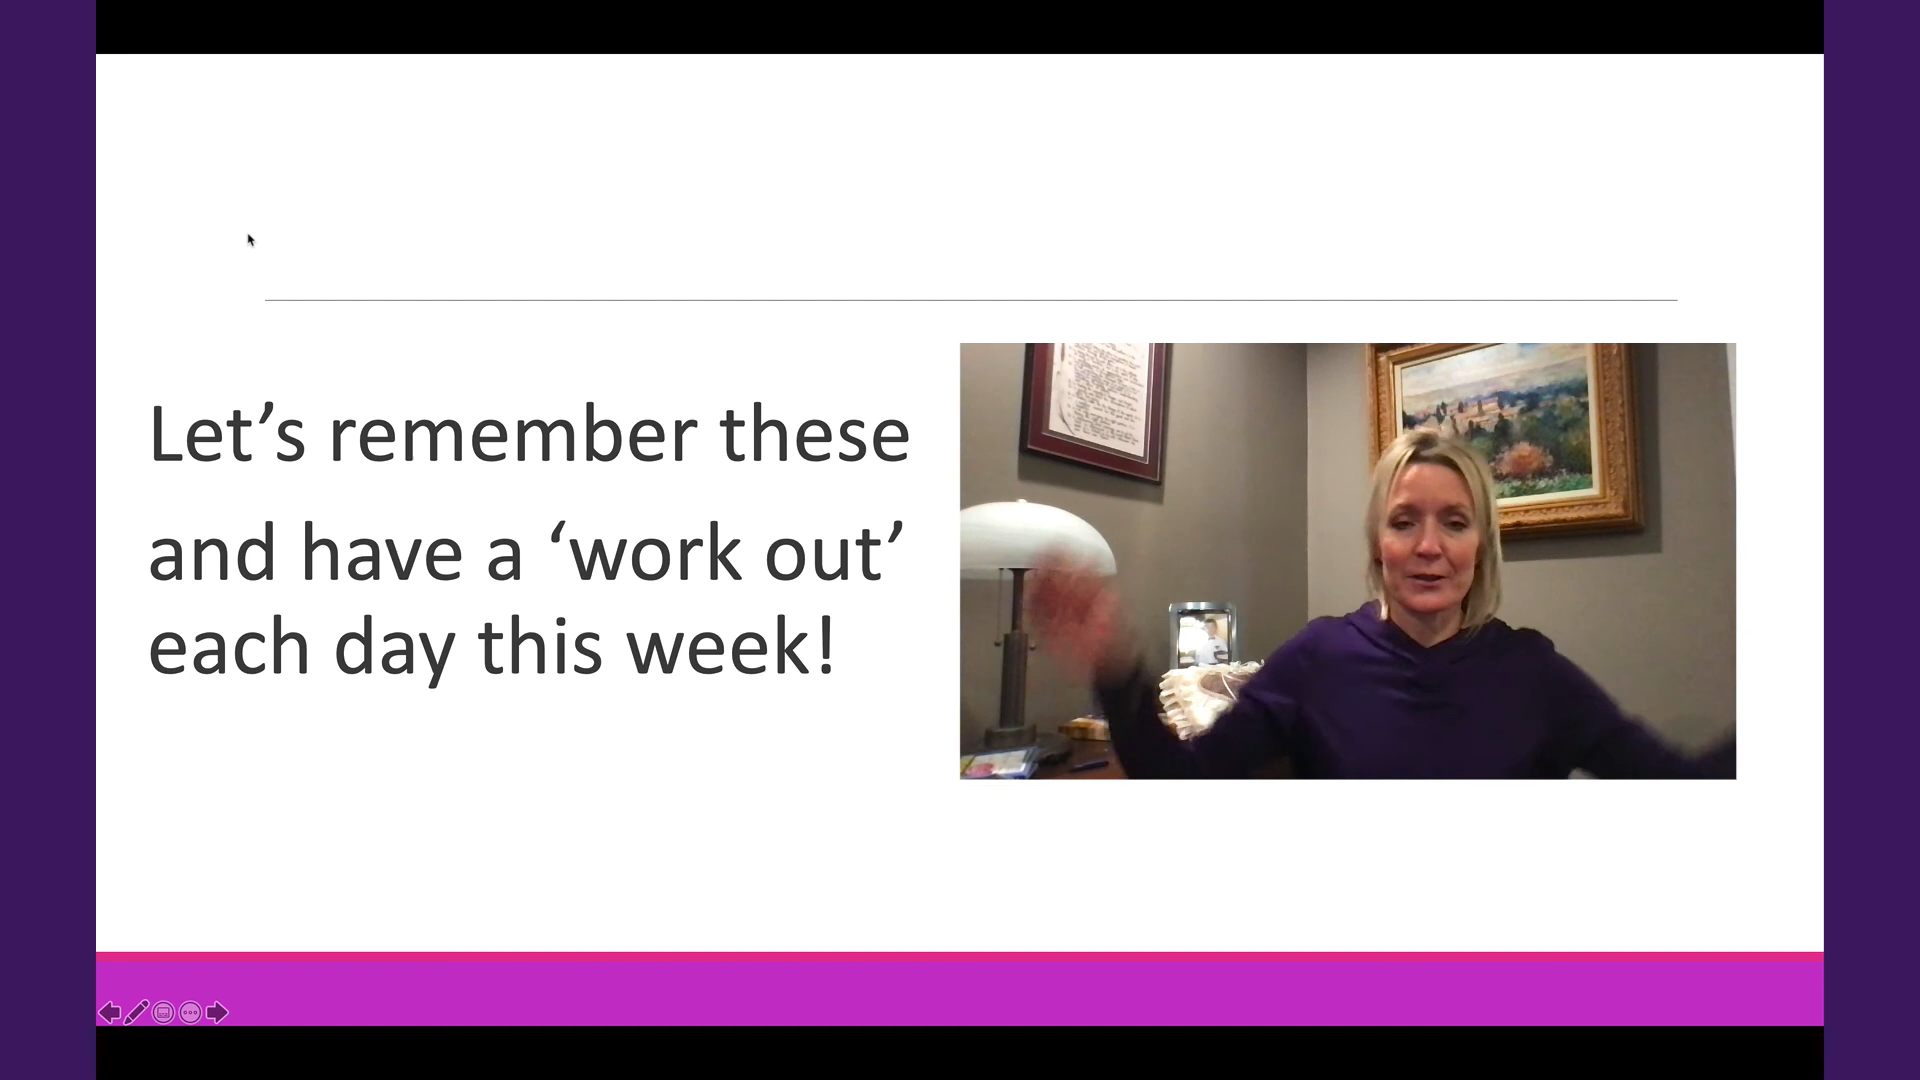 Let’s remember these
and have a ‘work out’
each day this week!